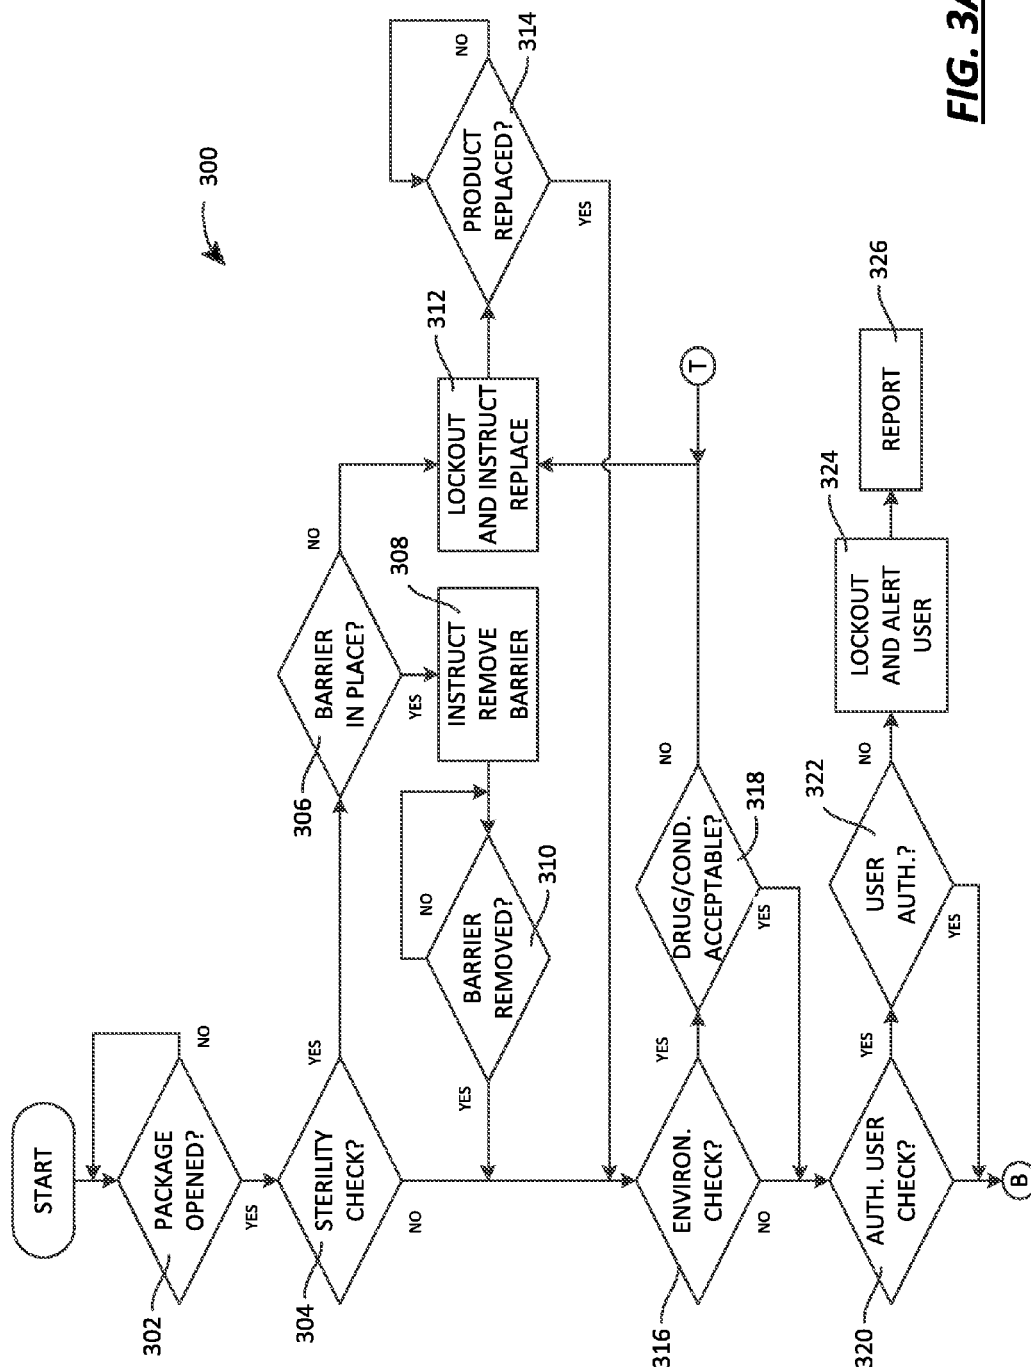 300
START
302
PACKAGE
OPENED?
NO
YES
304
STERILITY
CHECK?
YES
NO
306
BARRIER
IN PLACE?
NO
YES
308
INSTRUCT
REMOVE
BARRIER
310
BARRIER
REMOVED?
NO
YES
312
LOCKOUT
AND INSTRUCT
REPLACE
314
PRODUCT
REPLACED?
NO
YES
316
ENVIRON.
CHECK?
YES
NO
318
DRUG/COND.
ACCEPTABLE?
NO
YES
T
320
AUTH. USER
CHECK?
YES
322
USER
AUTH.?
NO
YES
324
LOCKOUT
AND ALERT
USER
326
REPORT
B
FIG. 3A